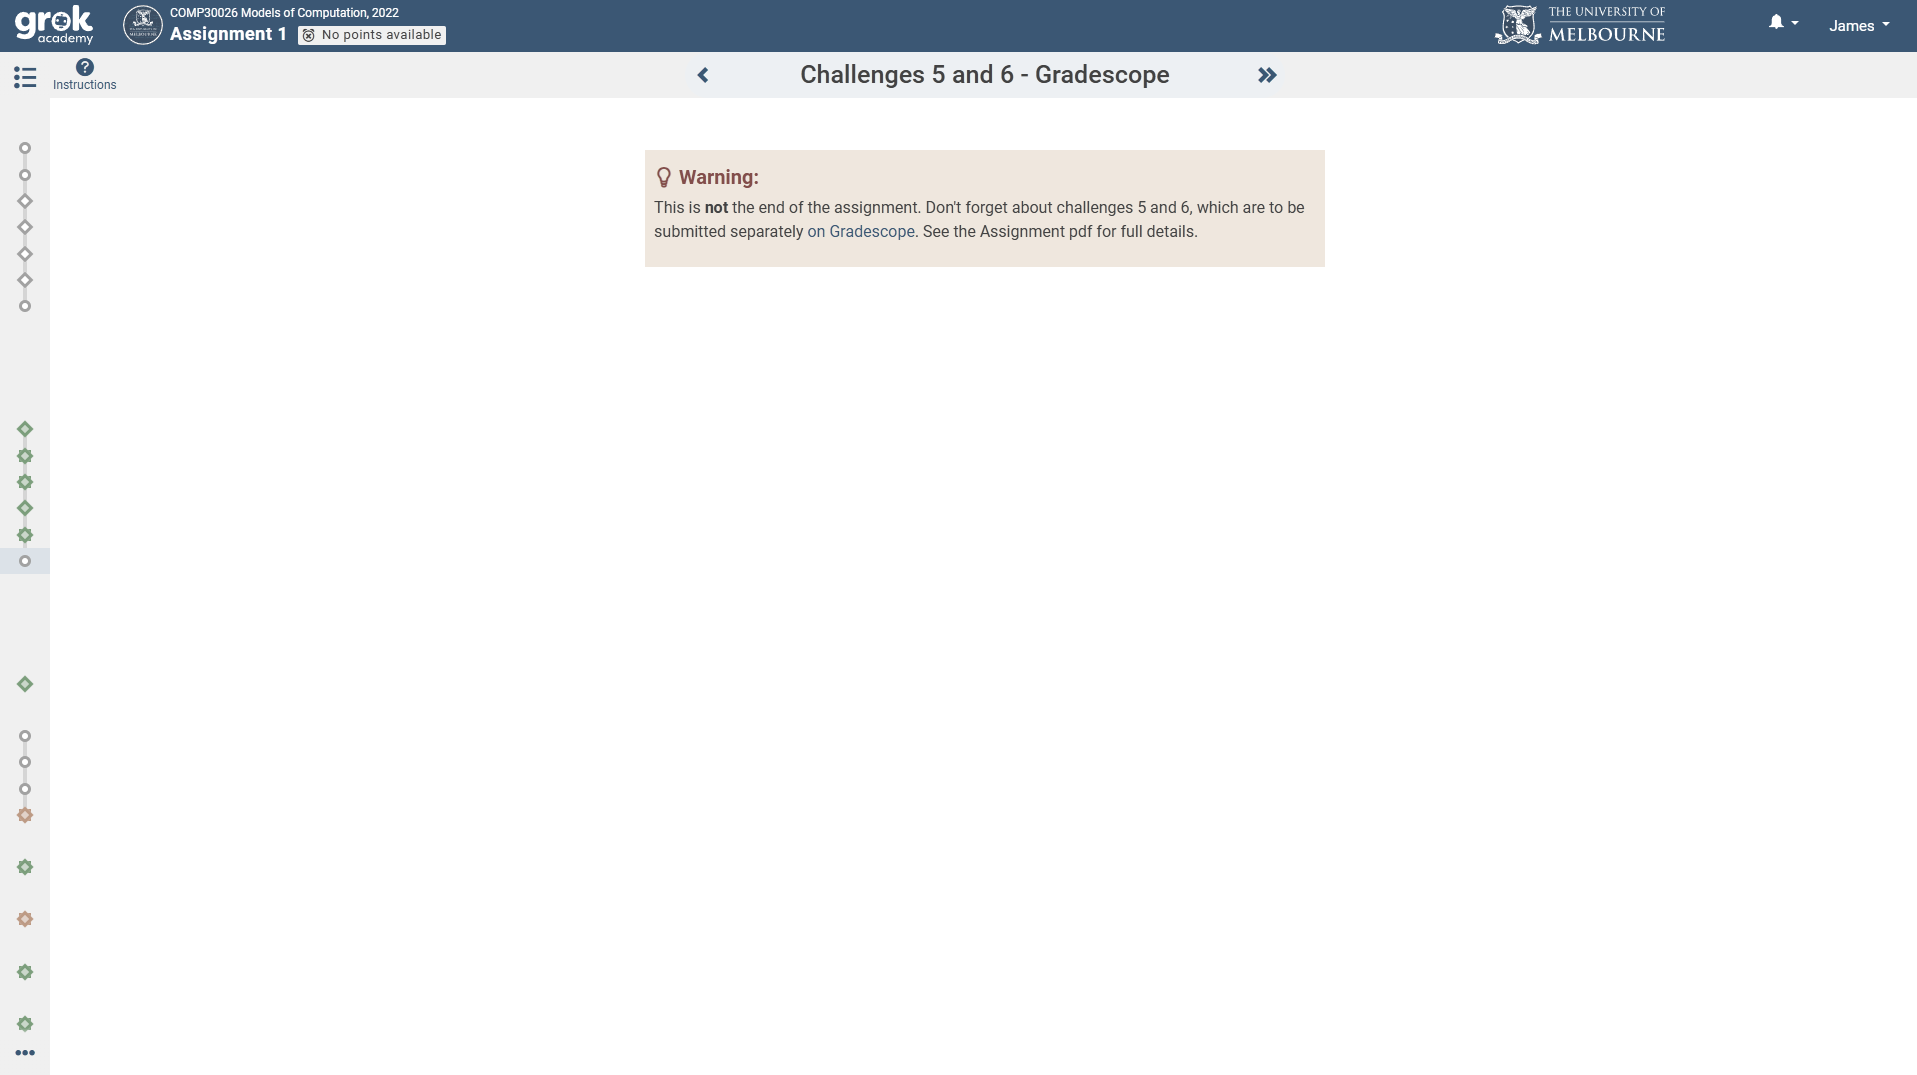 grok
academy
COMP30026 Models of Computation, 2022
Assignment 1
No points available
THE UNIVERSITY OF
MELBOURNE
James
Instructions
Challenges 5 and 6 - Gradescope
Warning:
This is not the end of the assignment. Don't forget about challenges 5 and 6, which are to be
submitted separately on Gradescope. See the Assignment pdf for full details.